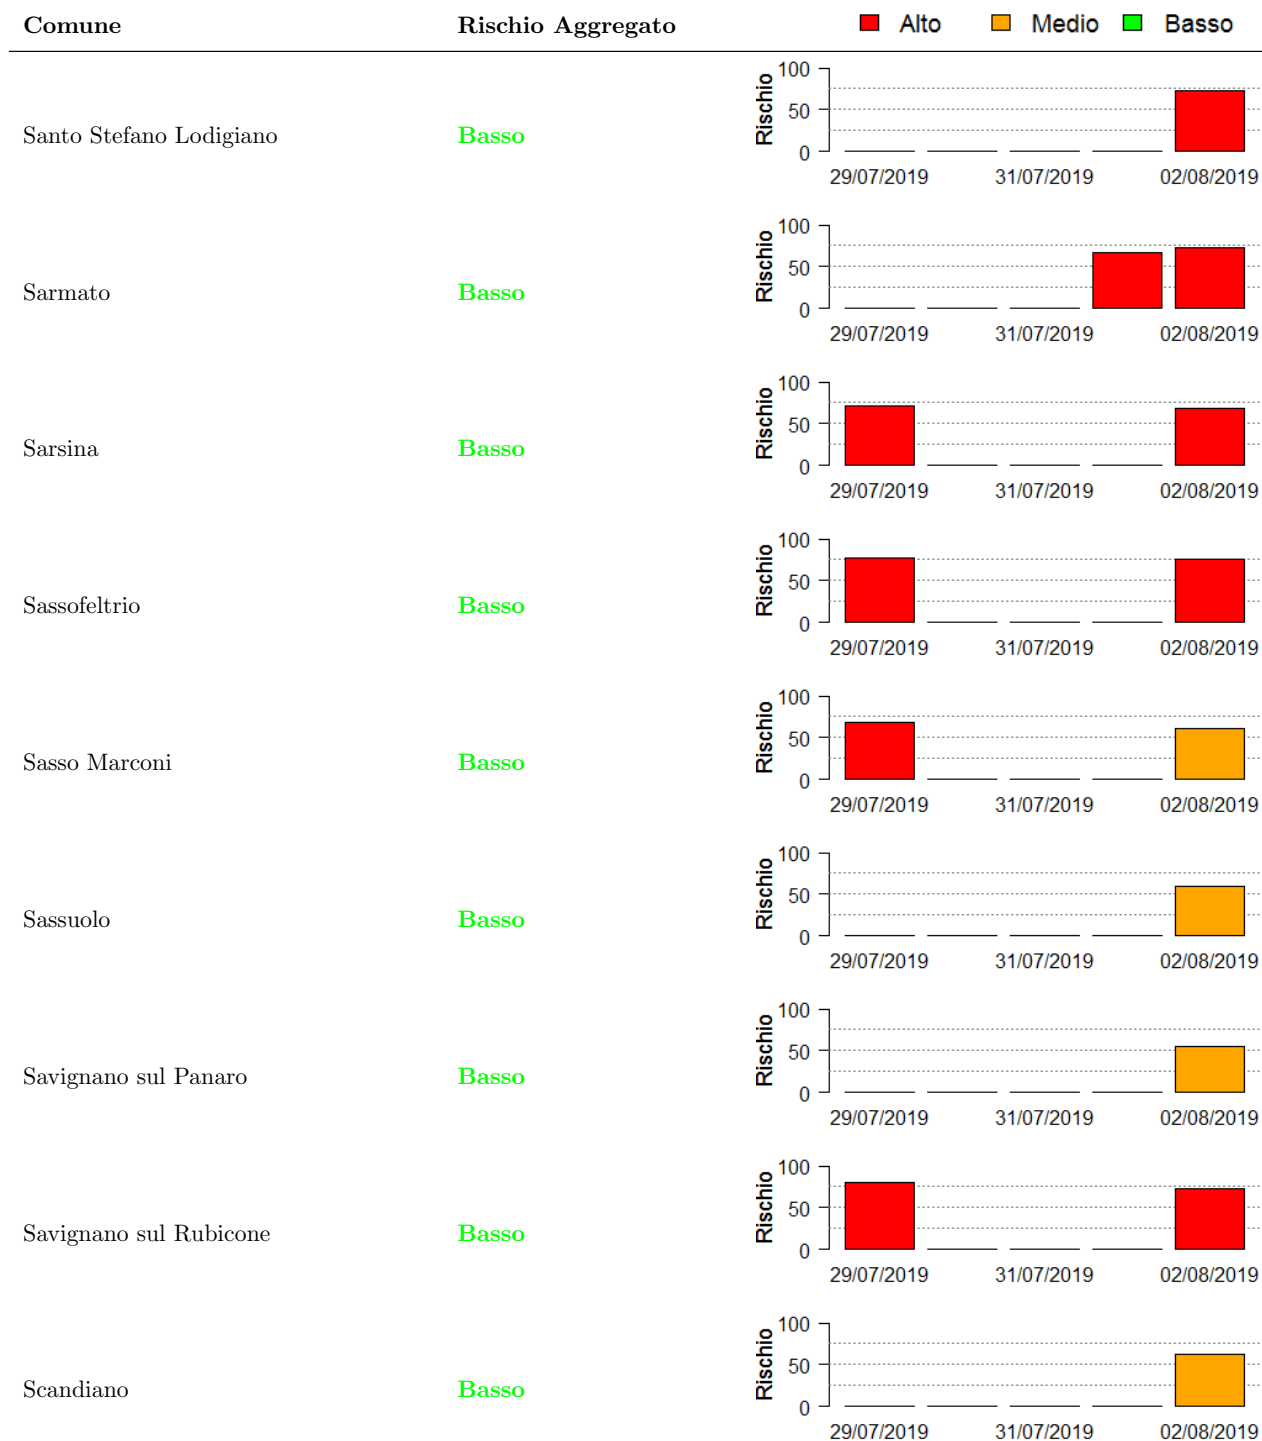 Comune Rischio Aggregato Alto Medio Basso
100
50
0
Rischio
Santo Stefano Lodigiano Basso
29/07/2019 31/07/2019 02/08/2019
100
50
0
Rischio
Sarmato Basso
29/07/2019 31/07/2019 02/08/2019
100
50
0
Rischio
Sarsina Basso
29/07/2019 31/07/2019 02/08/2019
100
50
0
Rischio
Sassofeltrio Basso
29/07/2019 31/07/2019 02/08/2019
100
50
0
Rischio
Sasso Marconi Basso
29/07/2019 31/07/2019 02/08/2019
100
50
0
Rischio
Sassuolo Basso
29/07/2019 31/07/2019 02/08/2019
100
50
0
Rischio
Savignano sul Panaro Basso
29/07/2019 31/07/2019 02/08/2019
100
50
0
Rischio
Savignano sul Rubicone Basso
29/07/2019 31/07/2019 02/08/2019
100
50
0
Rischio
Scandiano Basso
29/07/2019 31/07/2019 02/08/2019